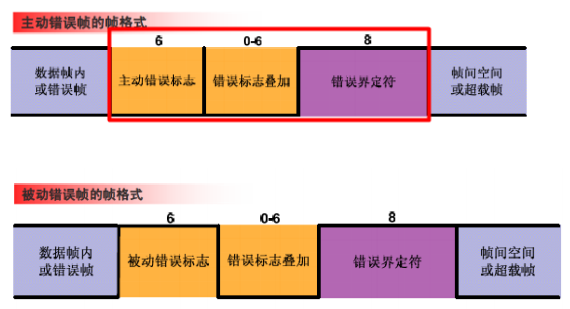 主动错误帧的帧格式
6 0-6 8
数据帧内
或错误帧
主动错误标志
错误标志叠加
错误界定符
帧间空间
或超载帧
被动错误帧的帧格式
6 0-6 8
数据帧内
或错误帧
被动错误标志
错误标志叠加
错误界定符
帧间空间
或超载帧